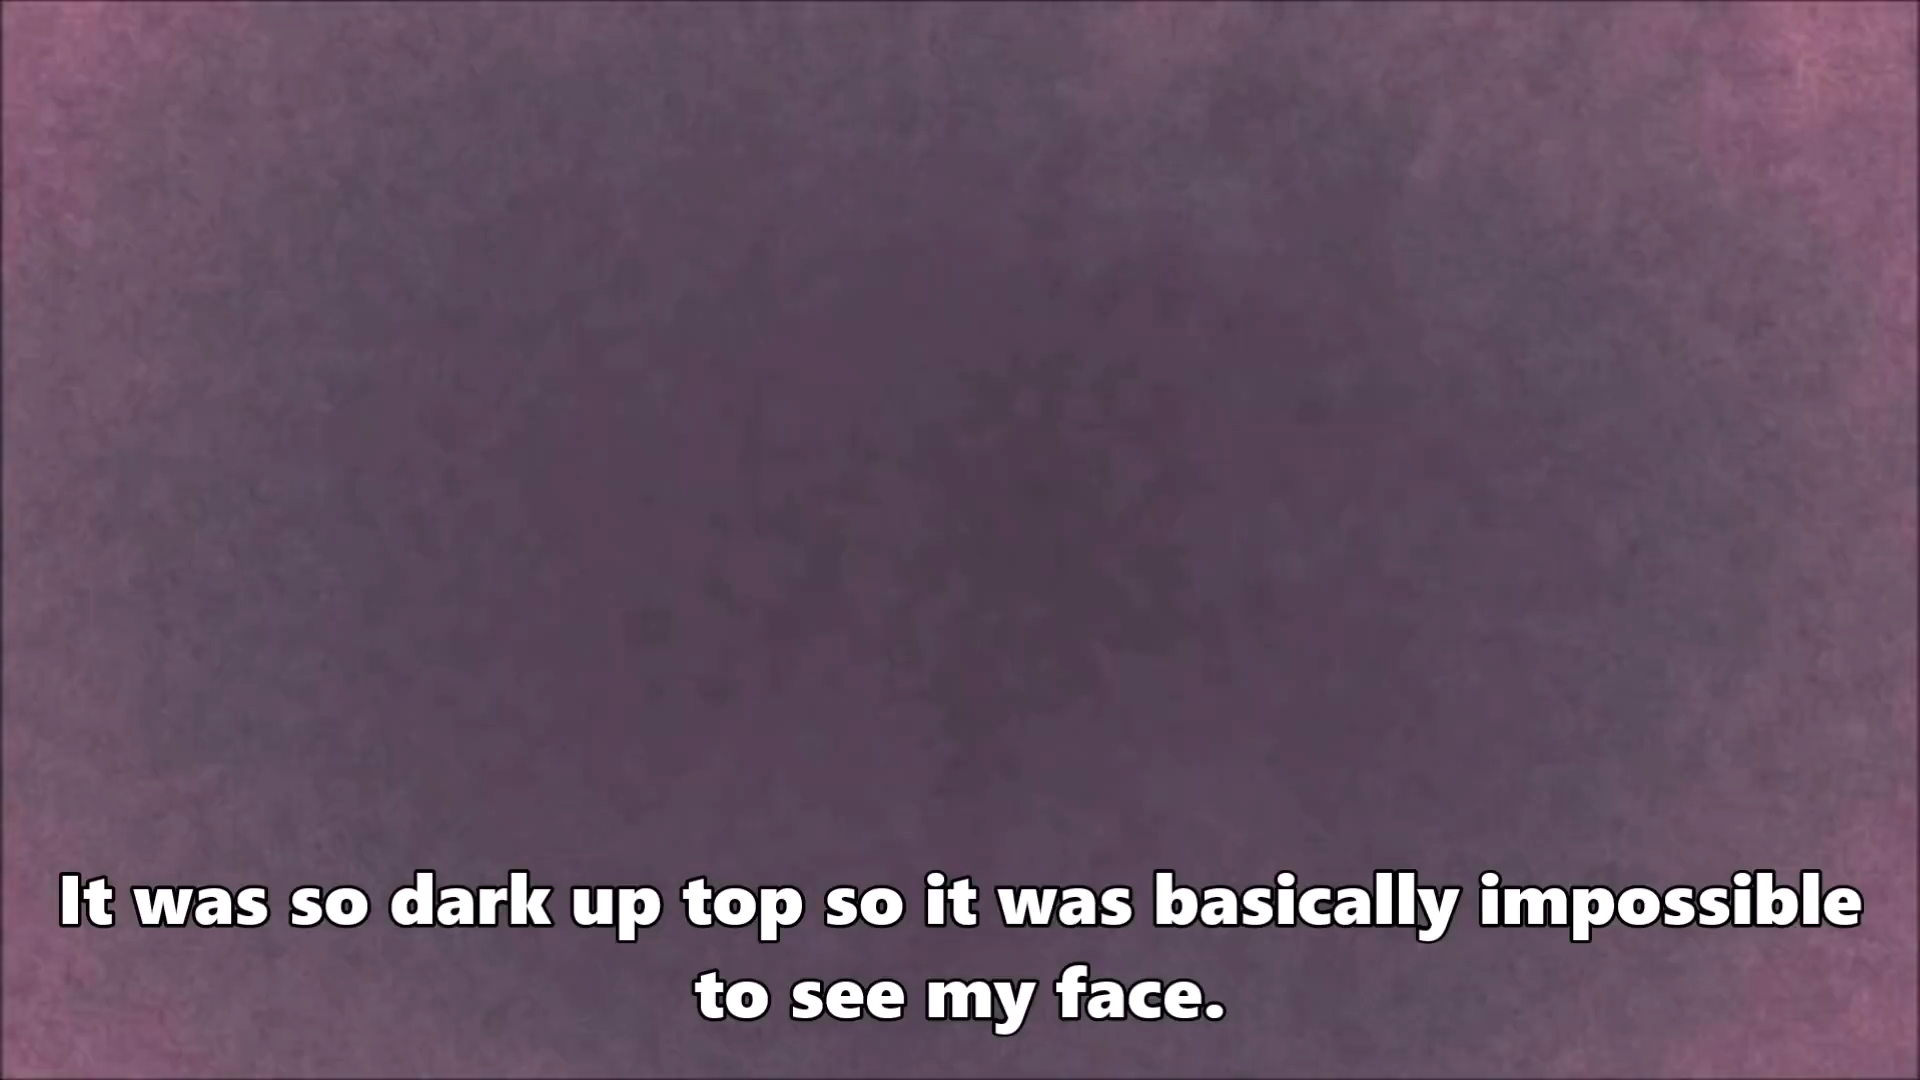 It was so dark up top so it was basically impossible
to see my face.